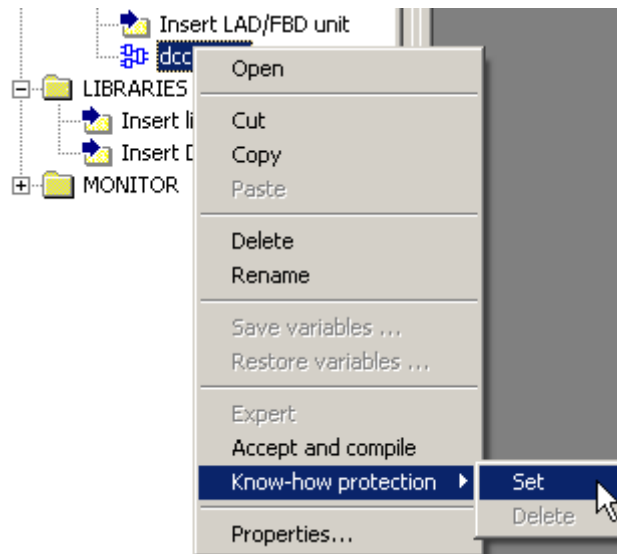 Insert LAD/FBD unit
dcc
Open
LIBRARIES
Insert li
Cut
Insert D
Copy
MONITOR
Paste
Delete
Rename
Save variables ...
Restore variables ...
Expert
Accept and compile
Know-how protection
Set
Delete
Properties...